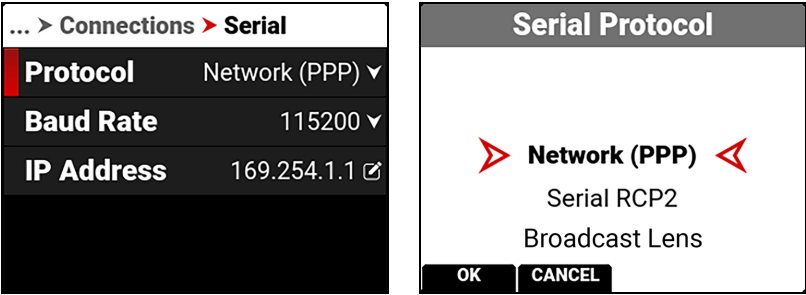 ... > Connections > Serial
Protocol Network (PPP)
Baud Rate 115200
IP Address 169.254.1.1
Serial Protocol
Network (PPP)
Serial RCP2
Broadcast Lens
OK CANCEL